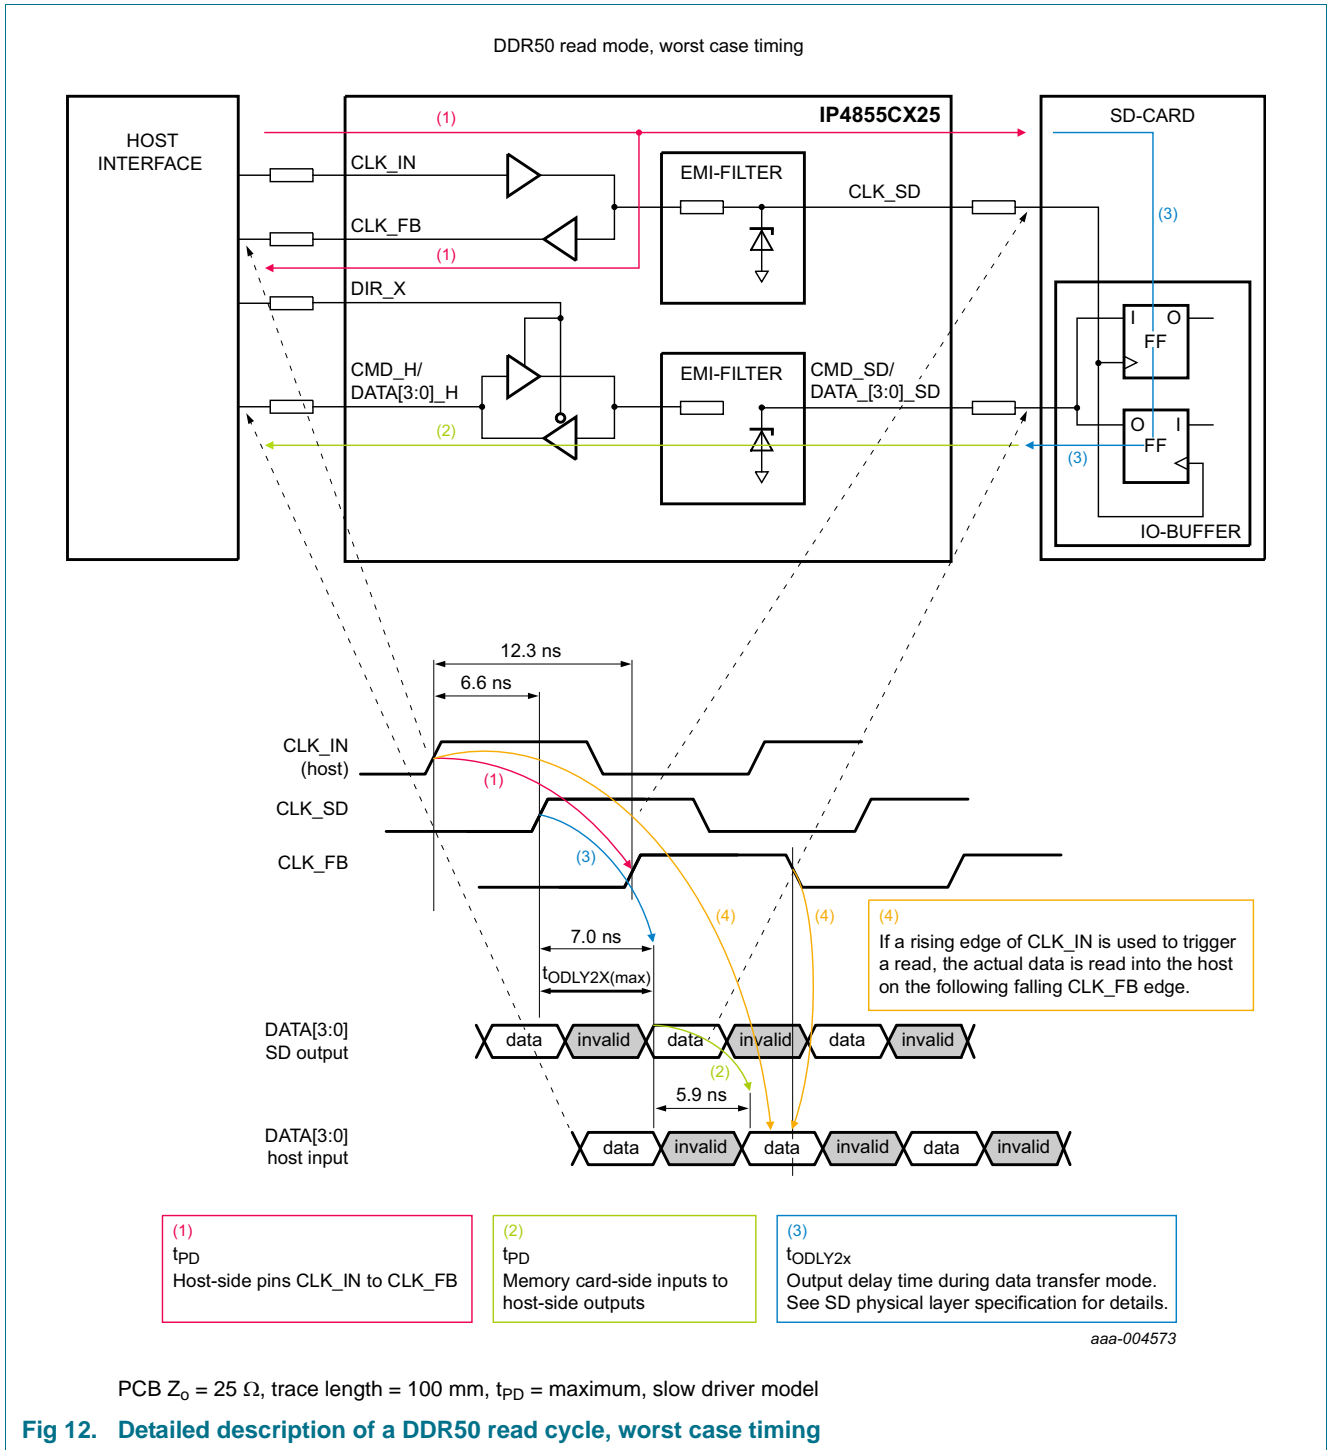 DDR50 read mode, worst case timing
HOST
INTERFACE
IP4855CX25
SD-CARD
(1)
CLK_IN
EMI-FILTER
CLK_SD
(3)
CLK_FB
(1)
DIR_X
I
O
FF
CMD_H/
DATA[3:0]_H
EMI-FILTER
CMD_SD/
DATA_[3:0]_SD
(2)
O
I
FF
(3)
IO-BUFFER
12.3 ns
6.6 ns
CLK_IN
(host)
(1)
CLK_SD
(3)
CLK_FB
(4)
(4)
(4)
If a rising edge of CLK_IN is used to trigger
a read, the actual data is read into the host
on the following falling CLK_FB edge.
7.0 ns
tODLY2X(max)
DATA[3:0]
SD output
data
invalid
data
invalid
data
invalid
(2)
5.9 ns
DATA[3:0]
host input
data
invalid
data
invalid
data
invalid
(1)
tPD
Host-side pins CLK_IN to CLK_FB
(2)
tPD
Memory card-side inputs to
host-side outputs
(3)
tODLY2x
Output delay time during data transfer mode.
See SD physical layer specification for details.
aaa-004573
PCB Zo = 25 Ω, trace length = 100 mm, tPD = maximum, slow driver model
Fig 12. Detailed description of a DDR50 read cycle, worst case timing